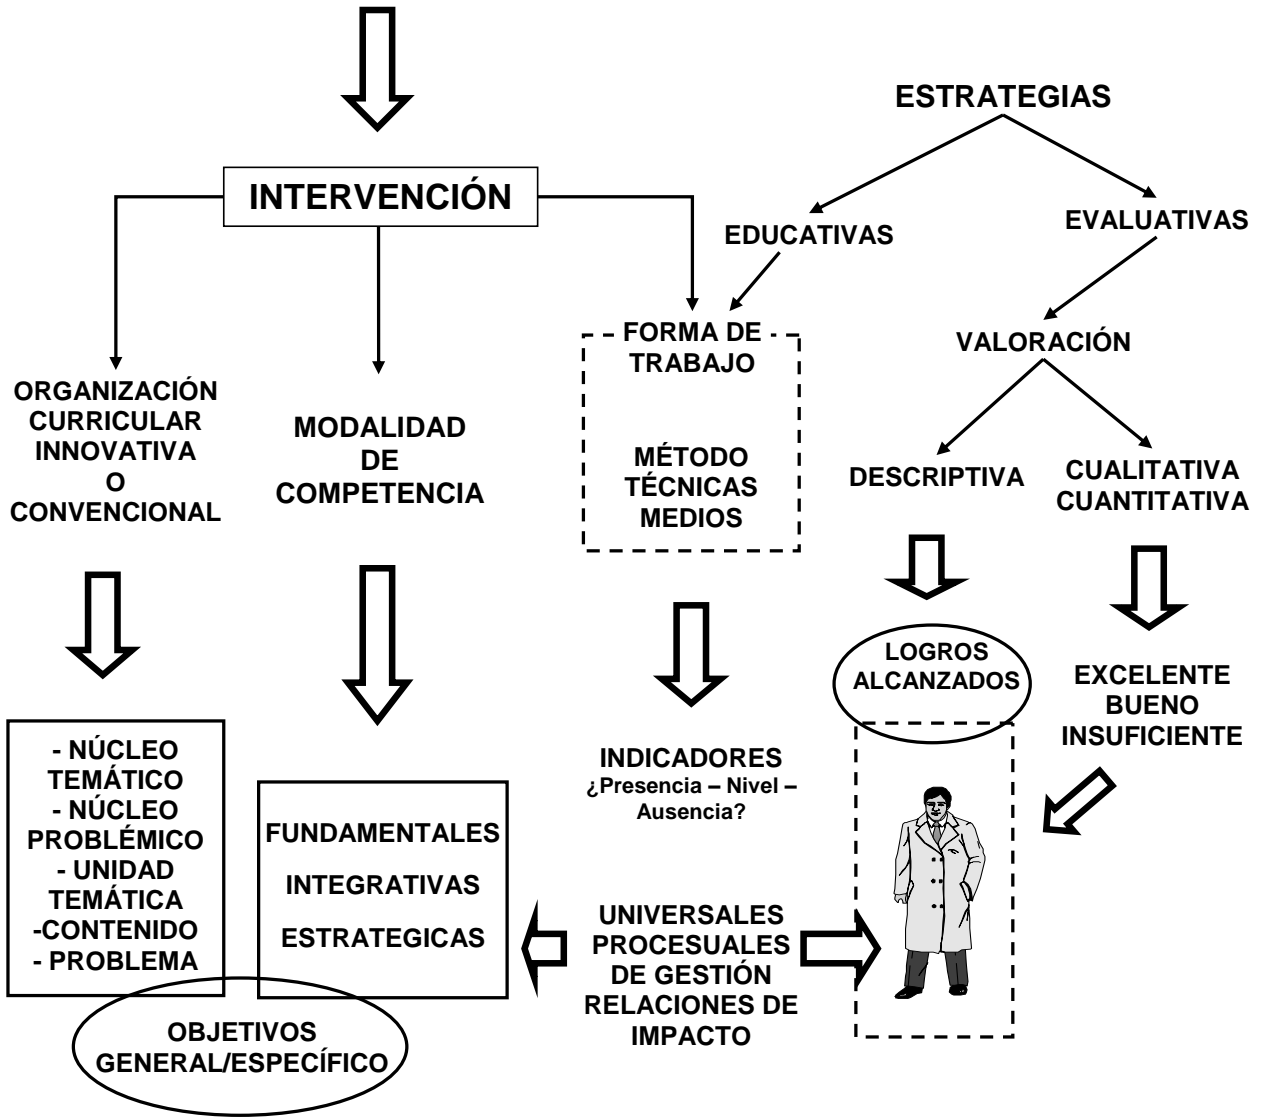 ESTRATEGIAS
INTERVENCIÓN
EDUCATIVAS
EVALUATIVAS
FORMA DE
TRABAJO
VALORACIÓN
ORGANIZACIÓN
CURRICULAR
INNOVATIVA
O
CONVENCIONAL
MODALIDAD
DE
COMPETENCIA
MÉTODO
TÉCNICAS
MEDIOS
DESCRIPTIVA
CUALITATIVA
CUANTITATIVA
LOGROS
ALCANZADOS
EXCELENTE
BUENO
INSUFICIENTE
- NÚCLEO
TEMÁTICO
- NÚCLEO
PROBLÉMICO
- UNIDAD
TEMÁTICA
-CONTENIDO
- PROBLEMA
FUNDAMENTALES
INTEGRATIVAS
ESTRATEGICAS
INDICADORES
¿Presencia – Nivel –
Ausencia?
UNIVERSALES
PROCESUALES
DE GESTIÓN
RELACIONES DE
IMPACTO
OBJETIVOS
GENERAL/ESPECÍFICO